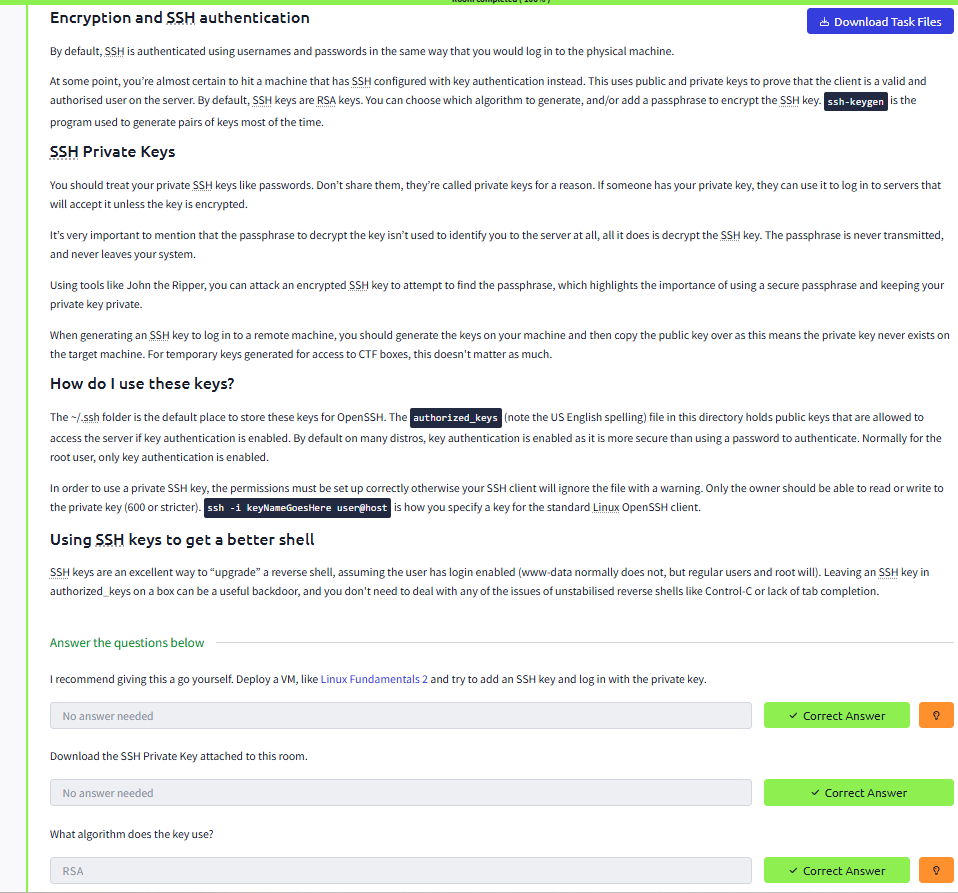 Room completed ( 100% )
Encryption and SSH authentication
Download Task Files
By default, SSH is authenticated using usernames and passwords in the same way that you would log in to the physical machine.
At some point, you're almost certain to hit a machine that has SSH configured with key authentication instead. This uses public and private keys to prove that the client is a valid and
authorised user on the server. By default, SSH keys are RSA keys. You can choose which algorithm to generate, and/or add a passphrase to encrypt the SSH key. ssh-keygen is the
program used to generate pairs of keys most of the time.
SSH Private Keys
You should treat your private SSH keys like passwords. Don't share them, they're called private keys for a reason. If someone has your private key, they can use it to log in to servers that
will accept it unless the key is encrypted.
It's very important to mention that the passphrase to decrypt the key isn't used to identify you to the server at all, all it does is decrypt the SSH key. The passphrase is never transmitted,
and never leaves your system.
Using tools like John the Ripper, you can attack an encrypted SSH key to attempt to find the passphrase, which highlights the importance of using a secure passphrase and keeping your
private key private.
When generating an SSH key to log in to a remote machine, you should generate the keys on your machine and then copy the public key over as this means the private key never exists on
the target machine. For temporary keys generated for access to CTF boxes, this doesn't matter as much.
How do I use these keys?
The ~/.ssh folder is the default place to store these keys for OpenSSH. The authorized_keys (note the US English spelling) file in this directory holds public keys that are allowed to
access the server if key authentication is enabled. By default on many distros, key authentication is enabled as it is more secure than using a password to authenticate. Normally for the
root user, only key authentication is enabled.
In order to use a private SSH key, the permissions must be set up correctly otherwise your SSH client will ignore the file with a warning. Only the owner should be able to read or write to
the private key (600 or stricter). ssh -i keyNameGoesHere user@host is how you specify a key for the standard Linux OpenSSH client.
Using SSH keys to get a better shell
SSH keys are an excellent way to “upgrade” a reverse shell, assuming the user has login enabled (www-data normally does not, but regular users and root will). Leaving an SSH key in
authorized_keys on a box can be a useful backdoor, and you don't need to deal with any of the issues of unstabilised reverse shells like Control-C or lack of tab completion.
Answer the questions below
I recommend giving this a go yourself. Deploy a VM, like Linux Fundamentals 2 and try to add an SSH key and log in with the private key.
No answer needed
Correct Answer
Download the SSH Private Key attached to this room.
No answer needed
Correct Answer
What algorithm does the key use?
RSA
Correct Answer